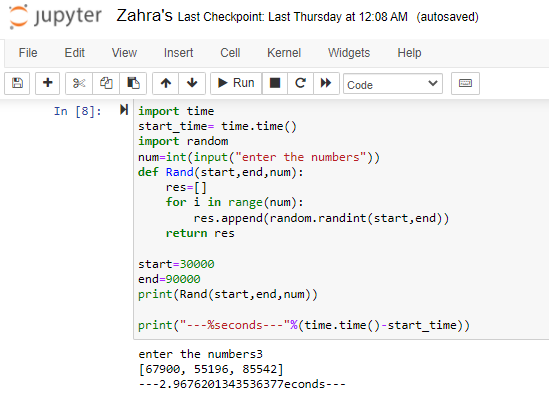 jupyter Zahra's Last Checkpoint: Last Thursday at 12:08 AM (autosaved)
File Edit View Insert Cell Kernel Widgets Help
Run Code
In [8]: import time
start_time= time.time()
import random
num=int(input("enter the numbers"))
def Rand(start,end,num):
    res=[]
    for i in range(num):
        res.append(random.randint(start,end))
    return res
start=30000
end=90000
print(Rand(start,end,num))
print("---%seconds---"%(time.time()-start_time))
enter the numbers3
[67900, 55196, 85542]
---2.9676201343536377econds---